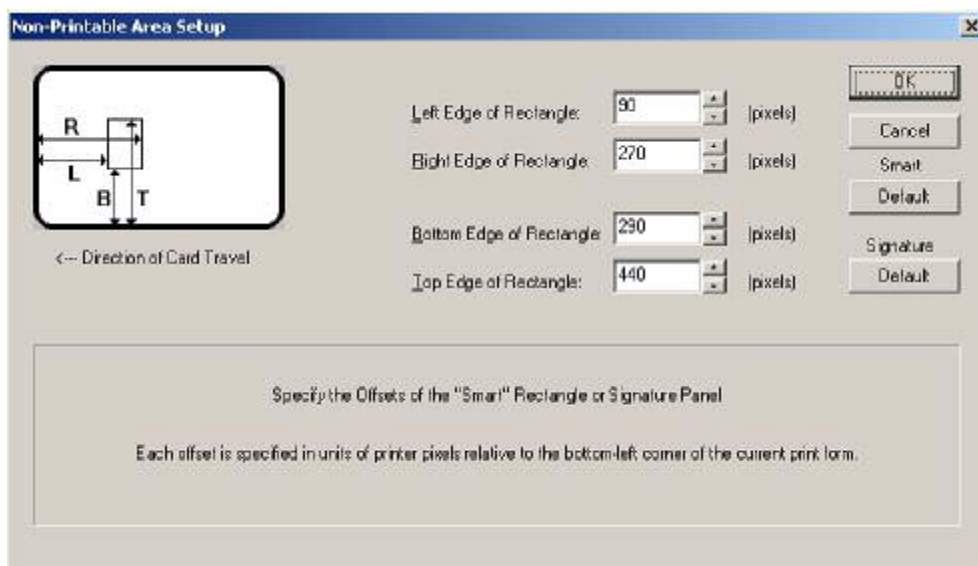 Non-Printable Area Setup
R
L
B T
<--- Direction of Card Travel
Left Edge of Rectangle: 90 (pixels)
Right Edge of Rectangle: 270 (pixels)
Bottom Edge of Rectangle: 290 (pixels)
Top Edge of Rectangle: 440 (pixels)
OK
Cancel
Smart
Default
Signature
Default
Specify the Offsets of the "Smart" Rectangle or Signature Panel
Each offset is specified in units of printer pixels relative to the bottom-left corner of the current print form.